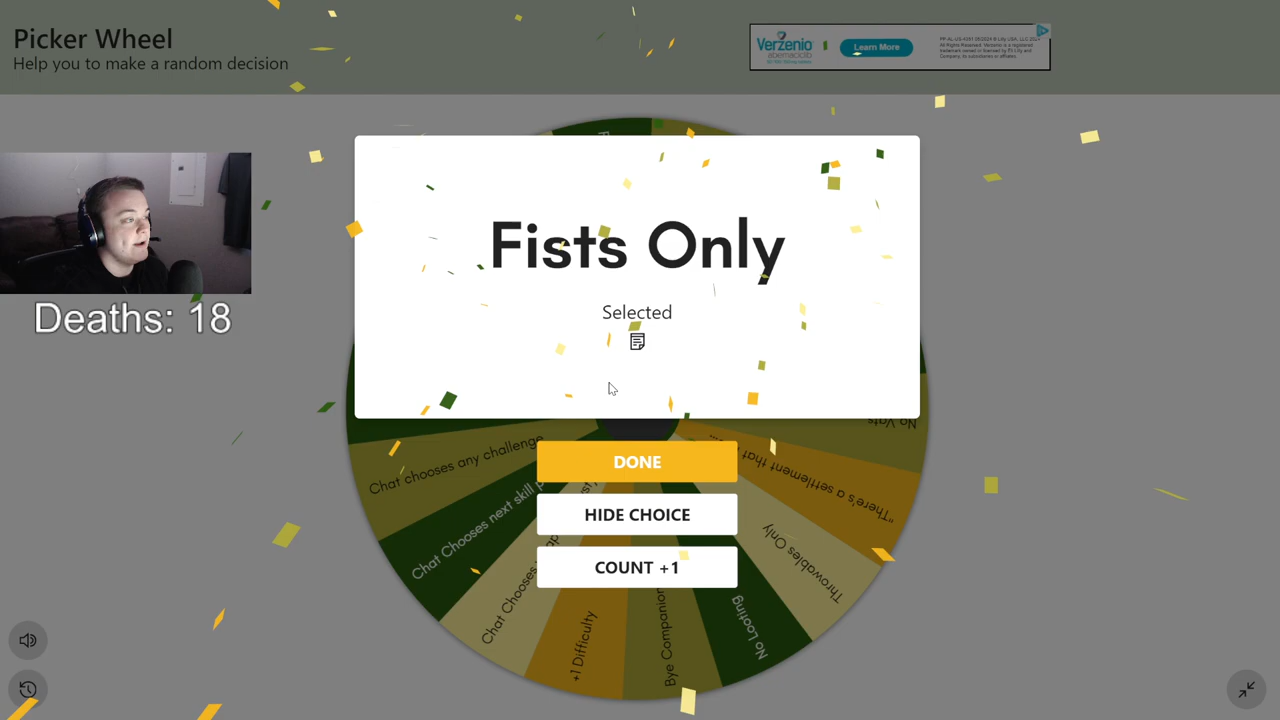 Picker Wheel
Help you to make a random decision
Verzenio
abemaciclib
Learn More
Fists Only
Selected
Deaths: 18
No Vats
Chat chooses any challenge
"There's a settlement that
Chat Chooses next skill
Throwables Only
Chat Chooses
+1 Difficulty
Bye Companion
No Looting
DONE
HIDE CHOICE
COUNT +1